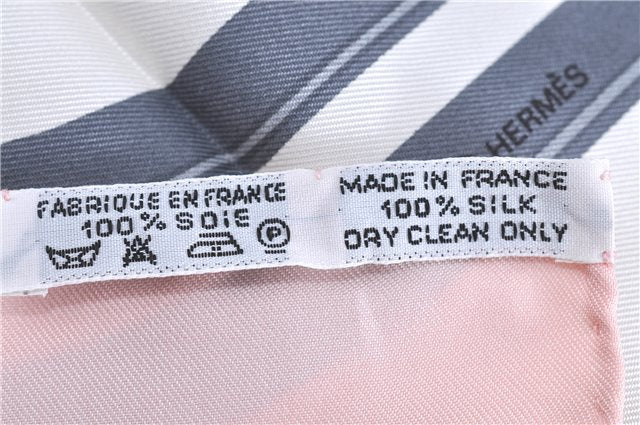 HERMÈS
FABRIQUE EN FRANCE
100% SOIE
P
MADE IN FRANCE
100% SILK
DRY CLEAN ONLY